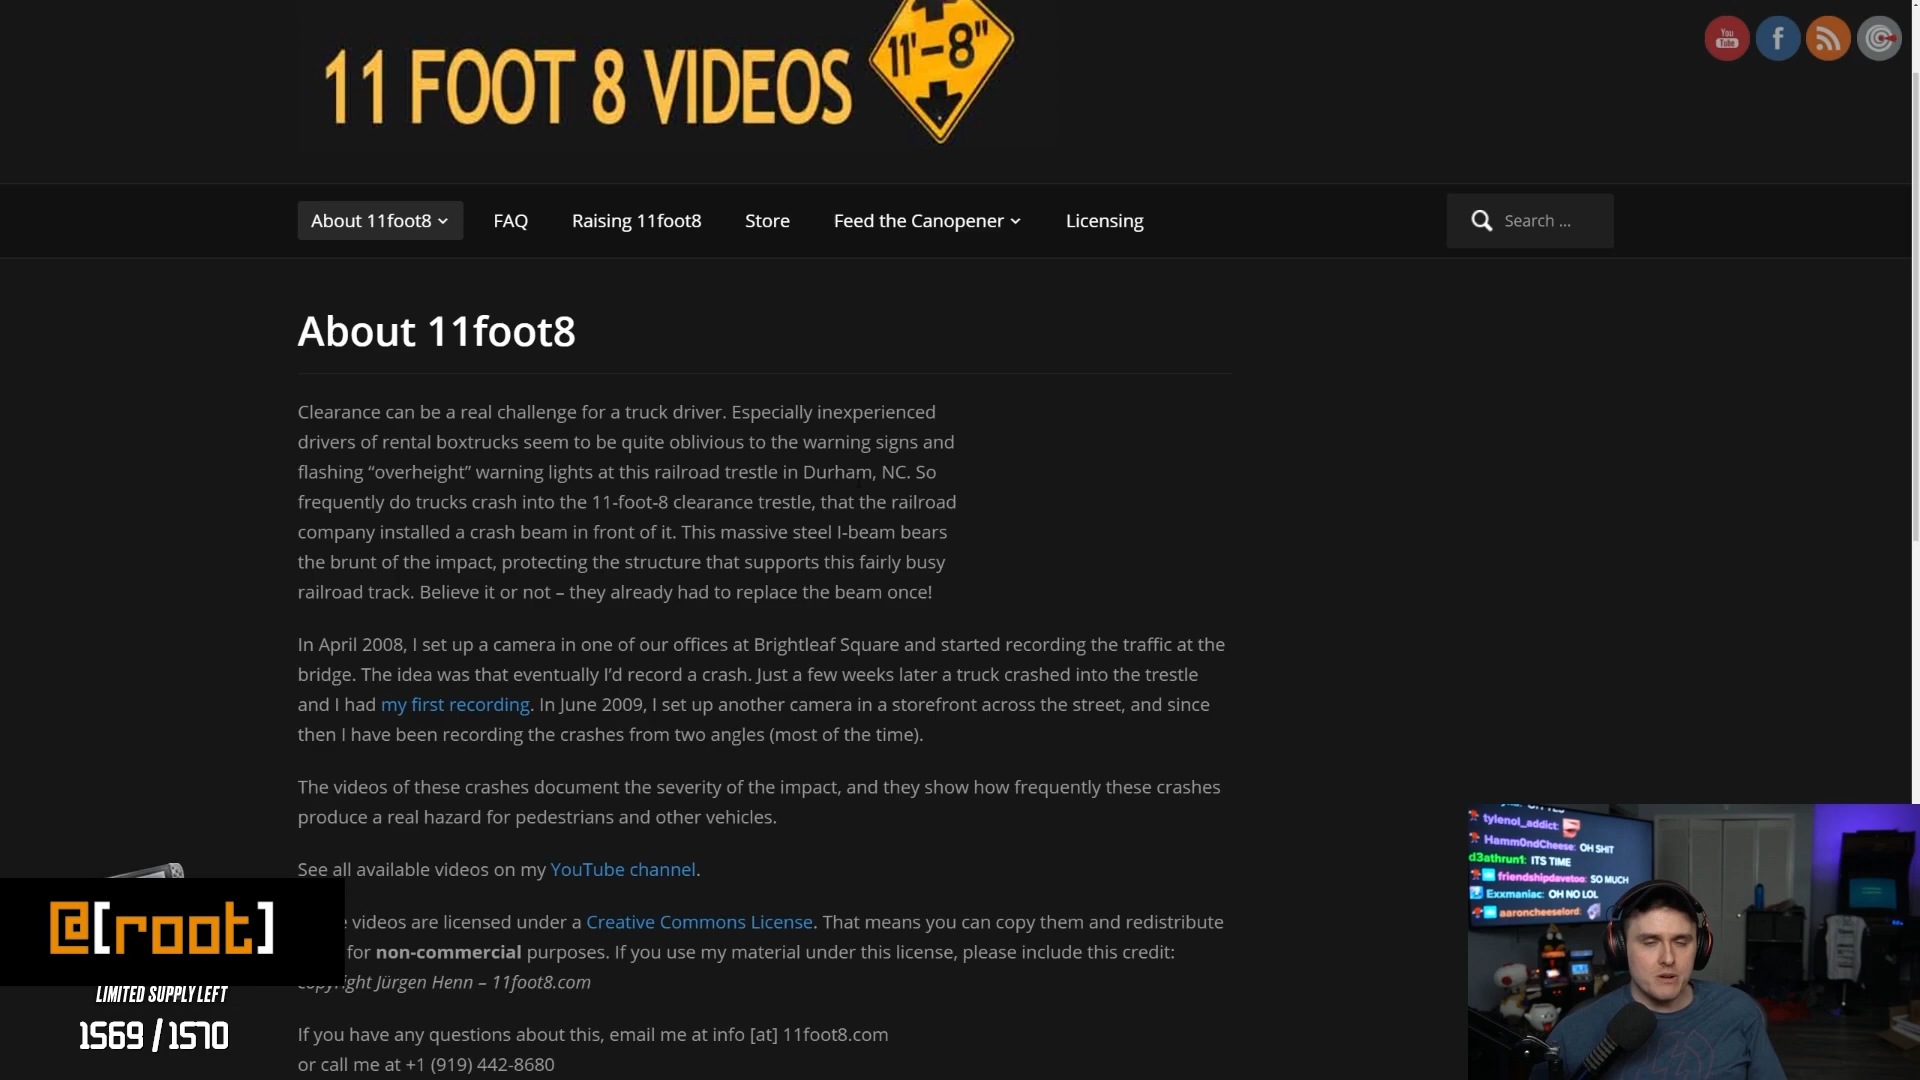 11 FOOT 8 VIDEOS
11'-8"
You
Tube
About 11foot8
FAQ
Raising 11foot8
Store
Feed the Canopener
Licensing
Search ...
About 11foot8
Clearance can be a real challenge for a truck driver. Especially inexperienced
drivers of rental boxtrucks seem to be quite oblivious to the warning signs and
flashing “overheight” warning lights at this railroad trestle in Durham, NC. So
frequently do trucks crash into the 11-foot-8 clearance trestle, that the railroad
company installed a crash beam in front of it. This massive steel I-beam bears
the brunt of the impact, protecting the structure that supports this fairly busy
railroad track. Believe it or not – they already had to replace the beam once!
In April 2008, I set up a camera in one of our offices at Brightleaf Square and started recording the traffic at the
bridge. The idea was that eventually I’d record a crash. Just a few weeks later a truck crashed into the trestle
and I had my first recording. In June 2009, I set up another camera in a storefront across the street, and since
then I have been recording the crashes from two angles (most of the time).
The videos of these crashes document the severity of the impact, and they show how frequently these crashes
produce a real hazard for pedestrians and other vehicles.
See all available videos on my YouTube channel.
videos are licensed under a Creative Commons License. That means you can copy them and redistribute
for non-commercial purposes. If you use my material under this license, please include this credit:
Jürgen Henn – 11foot8.com
If you have any questions about this, email me at info [at] 11foot8.com
or call me at +1 (919) 442-8680
@[root]
LIMITED SUPPLY LEFT
1569 / 1570
tylenol_addict:
Hamm0ndCheese: OH SHIT
d3athrun1: ITS TIME
friendshipdavetoo: SO MUCH
Exxmaniac: OH NO LOL
aaroncheeselord: